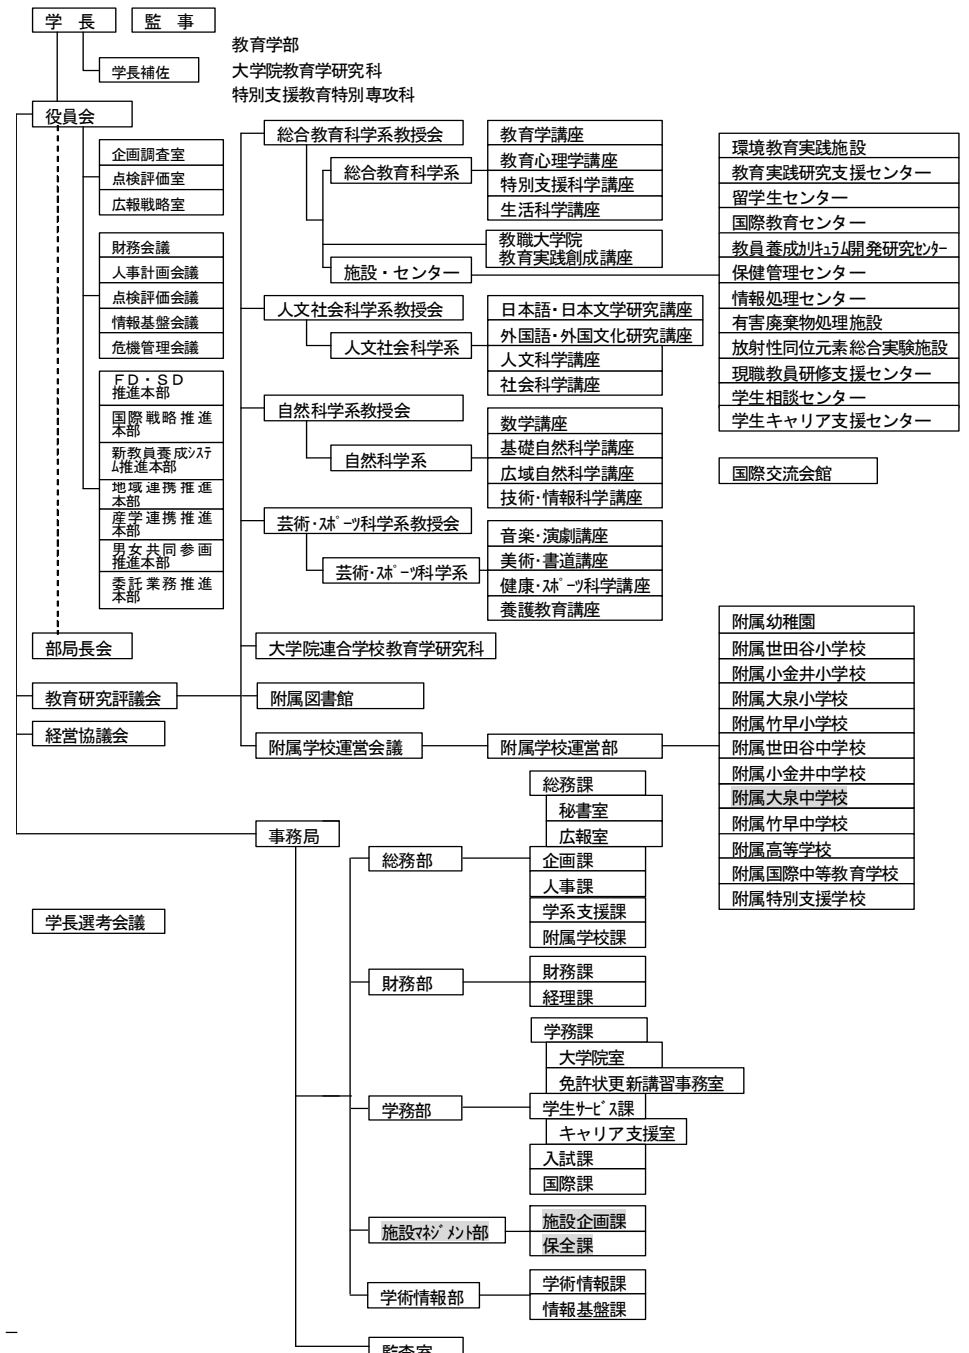 学 長
監 事
学長補佐
教育学部
大学院教育学研究科
特別支援教育特別専攻科
役員会
企画調査室
点検評価室
広報戦略室
財務会議
人事計画会議
点検評価会議
情報基盤会議
危機管理会議
ＦＤ・ＳＤ
推進本部
国際戦略推進
本部
新教員養成ｼｽﾃ
ﾑ推進本部
地域連携推進
本部
産学連携推進
本部
男女共同参画
推進本部
委託業務推進
本部
部局長会
教育研究評議会
経営協議会
学長選考会議
総合教育科学系教授会
総合教育科学系
教育学講座
教育心理学講座
特別支援科学講座
生活科学講座
教職大学院
教育実践創成講座
施設・センター
環境教育実践施設
教育実践研究支援センター
留学生センター
国際教育センター
教員養成ｶﾘｷｭﾗﾑ開発研究ｾﾝﾀｰ
保健管理センター
情報処理センター
有害廃棄物処理施設
放射性同位元素総合実験施設
現職教員研修支援センター
学生相談センター
学生キャリア支援センター
国際交流会館
人文社会科学系教授会
人文社会科学系
日本語・日本文学研究講座
外国語・外国文化研究講座
人文科学講座
社会科学講座
自然科学系教授会
自然科学系
数学講座
基礎自然科学講座
広域自然科学講座
技術・情報科学講座
芸術・ｽﾎﾟｰﾂ科学系教授会
芸術・ｽﾎﾟｰﾂ科学系
音楽・演劇講座
美術・書道講座
健康・ｽﾎﾟｰﾂ科学講座
養護教育講座
大学院連合学校教育学研究科
附属図書館
附属学校運営会議
附属学校運営部
附属幼稚園
附属世田谷小学校
附属小金井小学校
附属大泉小学校
附属竹早小学校
附属世田谷中学校
附属小金井中学校
附属大泉中学校
附属竹早中学校
附属高等学校
附属国際中等教育学校
附属特別支援学校
事務局
総務部
総務課
秘書室
広報室
企画課
人事課
学系支援課
附属学校課
財務部
財務課
経理課
学務部
学務課
大学院室
免許状更新講習事務室
学生ｻｰﾋﾞｽ課
キャリア支援室
入試課
国際課
施設ﾏﾈｼﾞﾒﾝﾄ部
施設企画課
保全課
学術情報部
学術情報課
情報基盤課
監査室